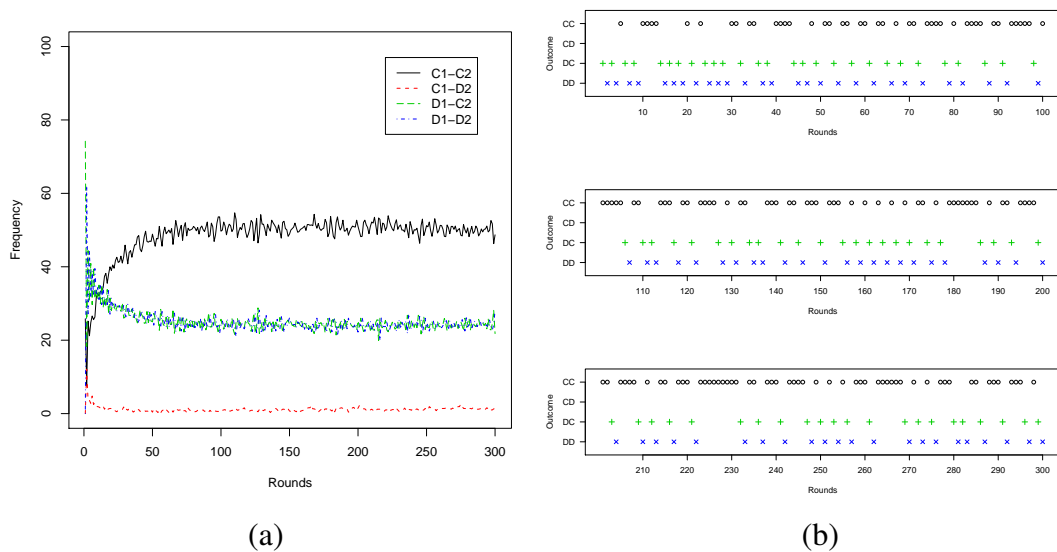 100
80
60
40
20
0
Frequency
C1−C2
C1−D2
D1−C2
D1−D2
0 50 100 150 200 250 300
Rounds
(a)
Outcome
CC
CD
DC
DD
10 20 30 40 50 60 70 80 90 100
Rounds
Outcome
CC
CD
DC
DD
110 120 130 140 150 160 170 180 190 200
Rounds
Outcome
CC
CD
DC
DD
210 220 230 240 250 260 270 280 290 300
Rounds
(b)